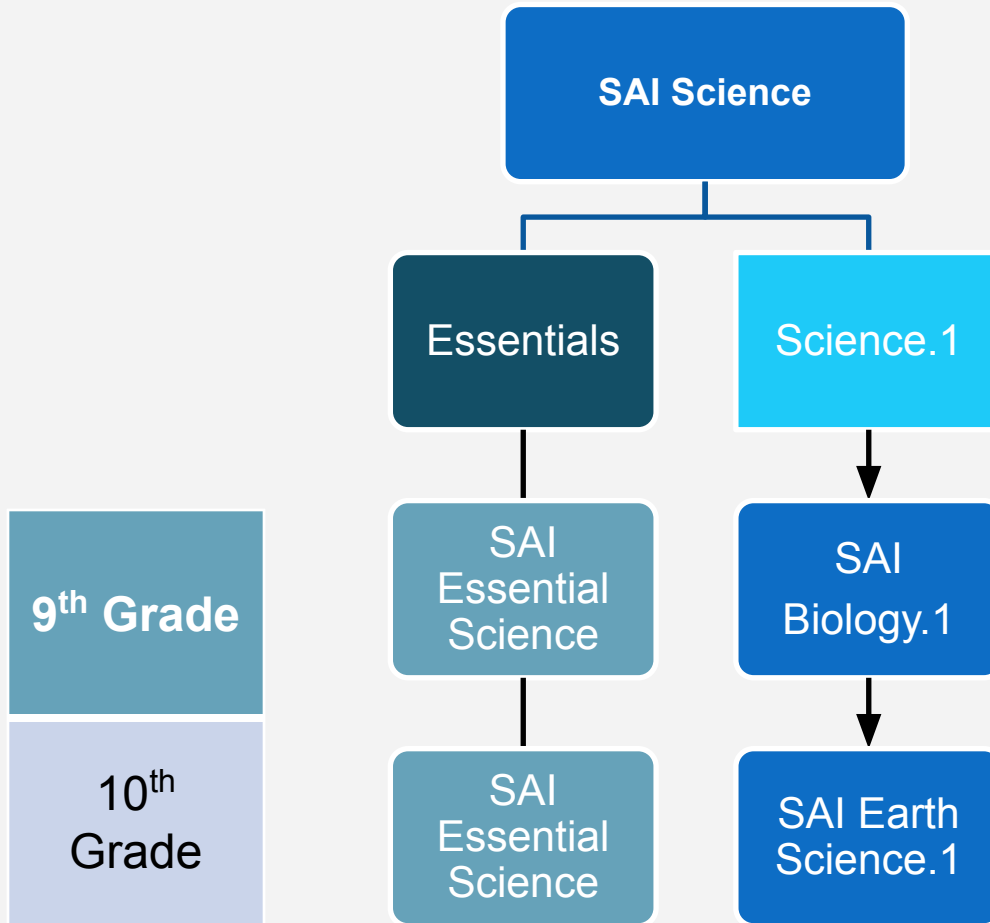 SAI Science
Essentials
Science.1
9th Grade
SAI
Essential
Science
SAI
Biology.1
10th
Grade
SAI
Essential
Science
SAI Earth
Science.1